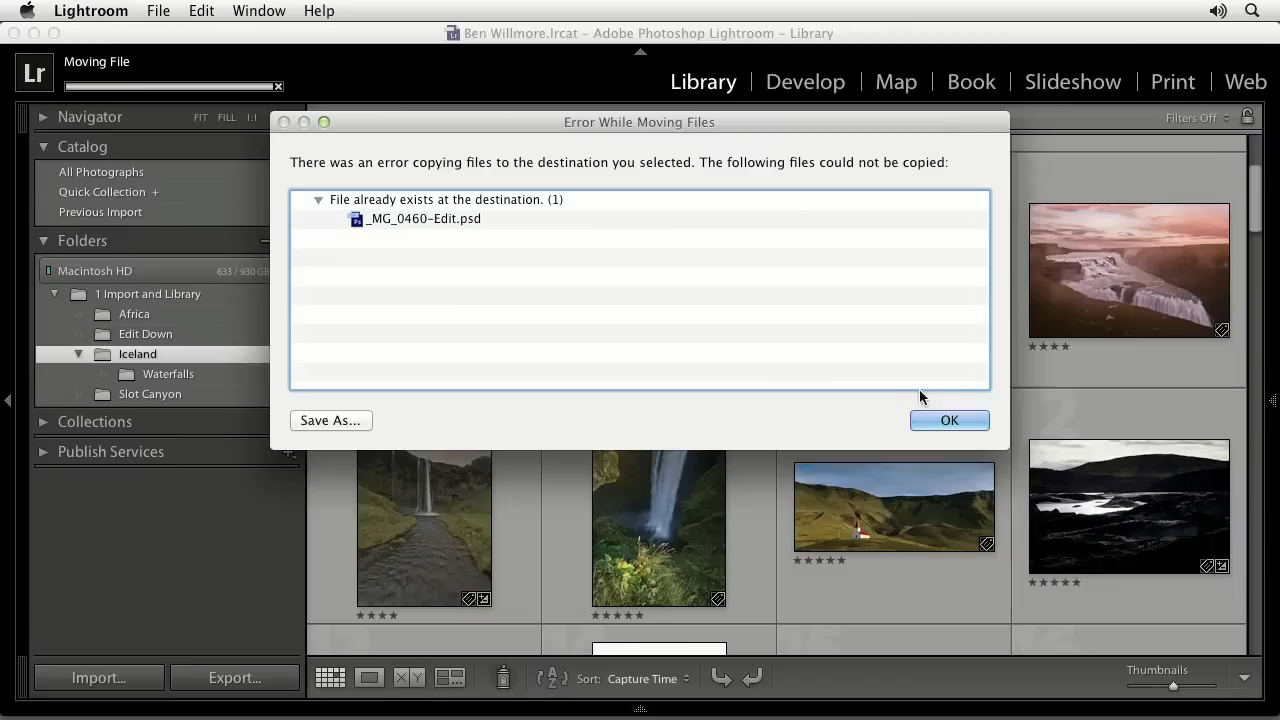 Lightroom File Edit Window Help
Ben Willmore.lrcat – Adobe Photoshop Lightroom – Library
Lr
Moving File
Library Develop Map Book Slideshow Print Web
Navigator FIT FILL 1:1
Filters Off
Error While Moving Files
There was an error copying files to the destination you selected. The following files could not be copied:
File already exists at the destination. (1)
_MG_0460-Edit.psd
Save As...
OK
Catalog
All Photographs
Quick Collection +
Previous Import
Folders
Macintosh HD 633 / 930 GB
1 Import and Library
Africa
Edit Down
Iceland
Waterfalls
Slot Canyon
Collections
Publish Services
Import...
Export...
Sort: Capture Time
Thumbnails